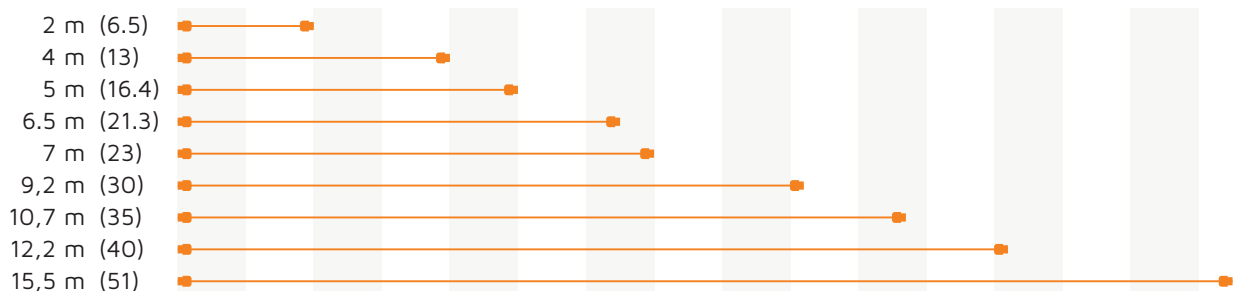 2 m (6.5)
4 m (13)
5 m (16.4)
6.5 m (21.3)
7 m (23)
9,2 m (30)
10,7 m (35)
12,2 m (40)
15,5 m (51)